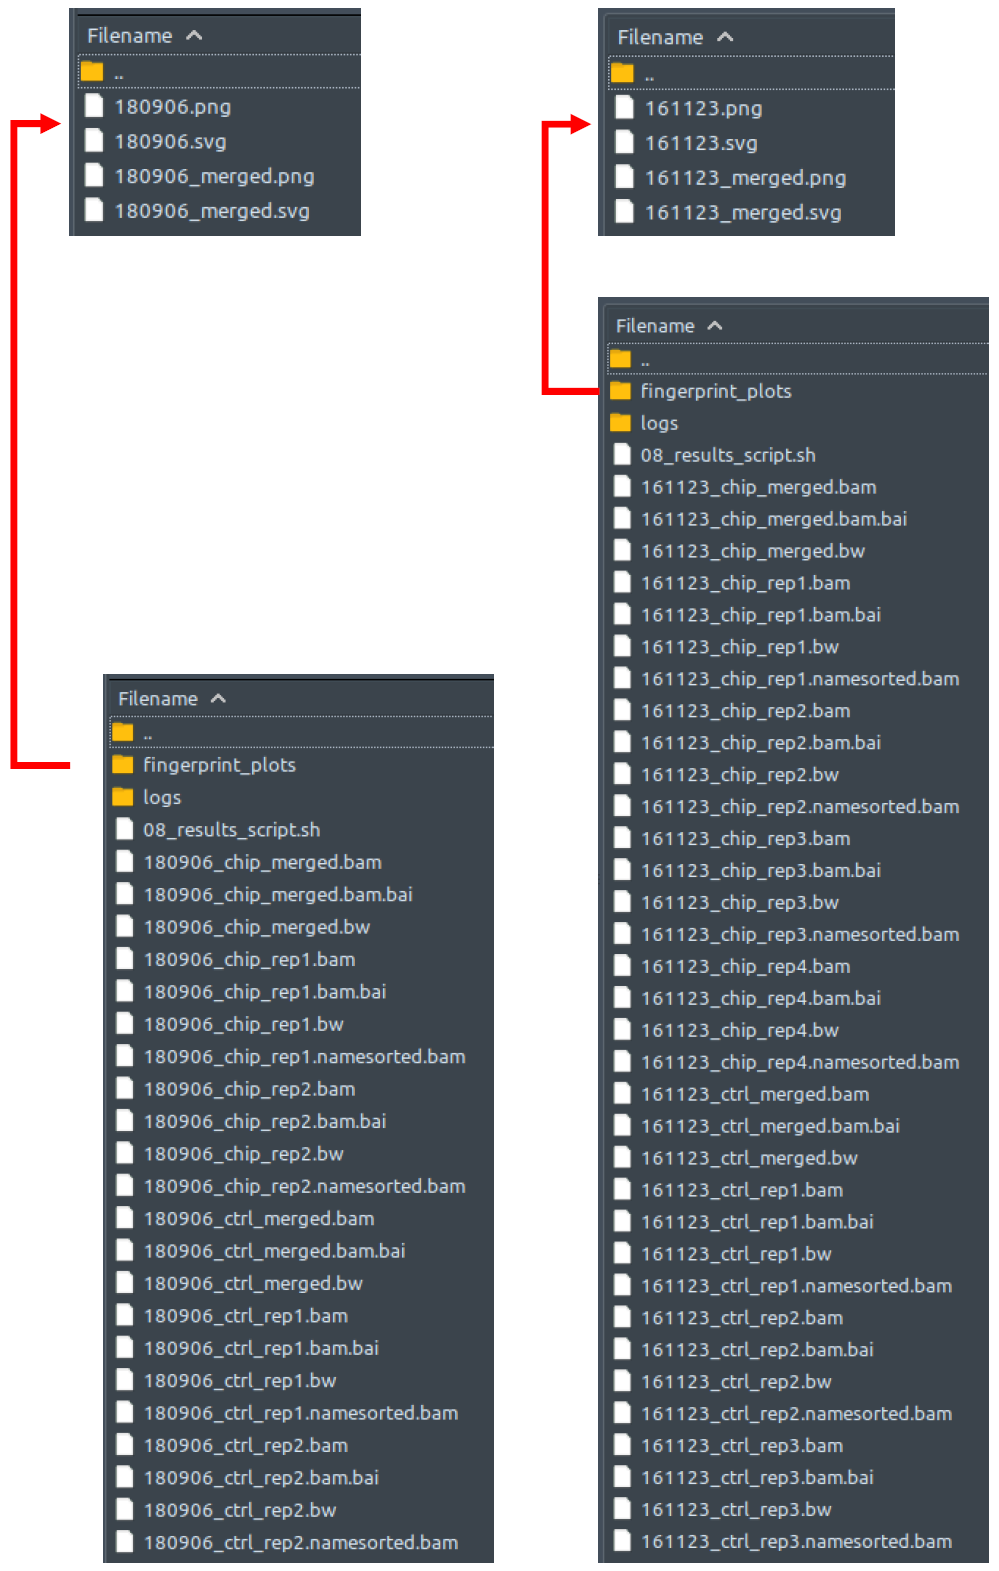 Filename
..
180906.png
180906.svg
180906_merged.png
180906_merged.svg
Filename
..
161123.png
161123.svg
161123_merged.png
161123_merged.svg
Filename
..
fingerprint_plots
logs
08_results_script.sh
180906_chip_merged.bam
180906_chip_merged.bam.bai
180906_chip_merged.bw
180906_chip_rep1.bam
180906_chip_rep1.bam.bai
180906_chip_rep1.bw
180906_chip_rep1.namesorted.bam
180906_chip_rep2.bam
180906_chip_rep2.bam.bai
180906_chip_rep2.bw
180906_chip_rep2.namesorted.bam
180906_ctrl_merged.bam
180906_ctrl_merged.bam.bai
180906_ctrl_merged.bw
180906_ctrl_rep1.bam
180906_ctrl_rep1.bam.bai
180906_ctrl_rep1.bw
180906_ctrl_rep1.namesorted.bam
180906_ctrl_rep2.bam
180906_ctrl_rep2.bam.bai
180906_ctrl_rep2.bw
180906_ctrl_rep2.namesorted.bam
Filename
..
fingerprint_plots
logs
08_results_script.sh
161123_chip_merged.bam
161123_chip_merged.bam.bai
161123_chip_merged.bw
161123_chip_rep1.bam
161123_chip_rep1.bam.bai
161123_chip_rep1.bw
161123_chip_rep1.namesorted.bam
161123_chip_rep2.bam
161123_chip_rep2.bam.bai
161123_chip_rep2.bw
161123_chip_rep2.namesorted.bam
161123_chip_rep3.bam
161123_chip_rep3.bam.bai
161123_chip_rep3.bw
161123_chip_rep3.namesorted.bam
161123_chip_rep4.bam
161123_chip_rep4.bam.bai
161123_chip_rep4.bw
161123_chip_rep4.namesorted.bam
161123_ctrl_merged.bam
161123_ctrl_merged.bam.bai
161123_ctrl_merged.bw
161123_ctrl_rep1.bam
161123_ctrl_rep1.bam.bai
161123_ctrl_rep1.bw
161123_ctrl_rep1.namesorted.bam
161123_ctrl_rep2.bam
161123_ctrl_rep2.bam.bai
161123_ctrl_rep2.bw
161123_ctrl_rep2.namesorted.bam
161123_ctrl_rep3.bam
161123_ctrl_rep3.bam.bai
161123_ctrl_rep3.bw
161123_ctrl_rep3.namesorted.bam